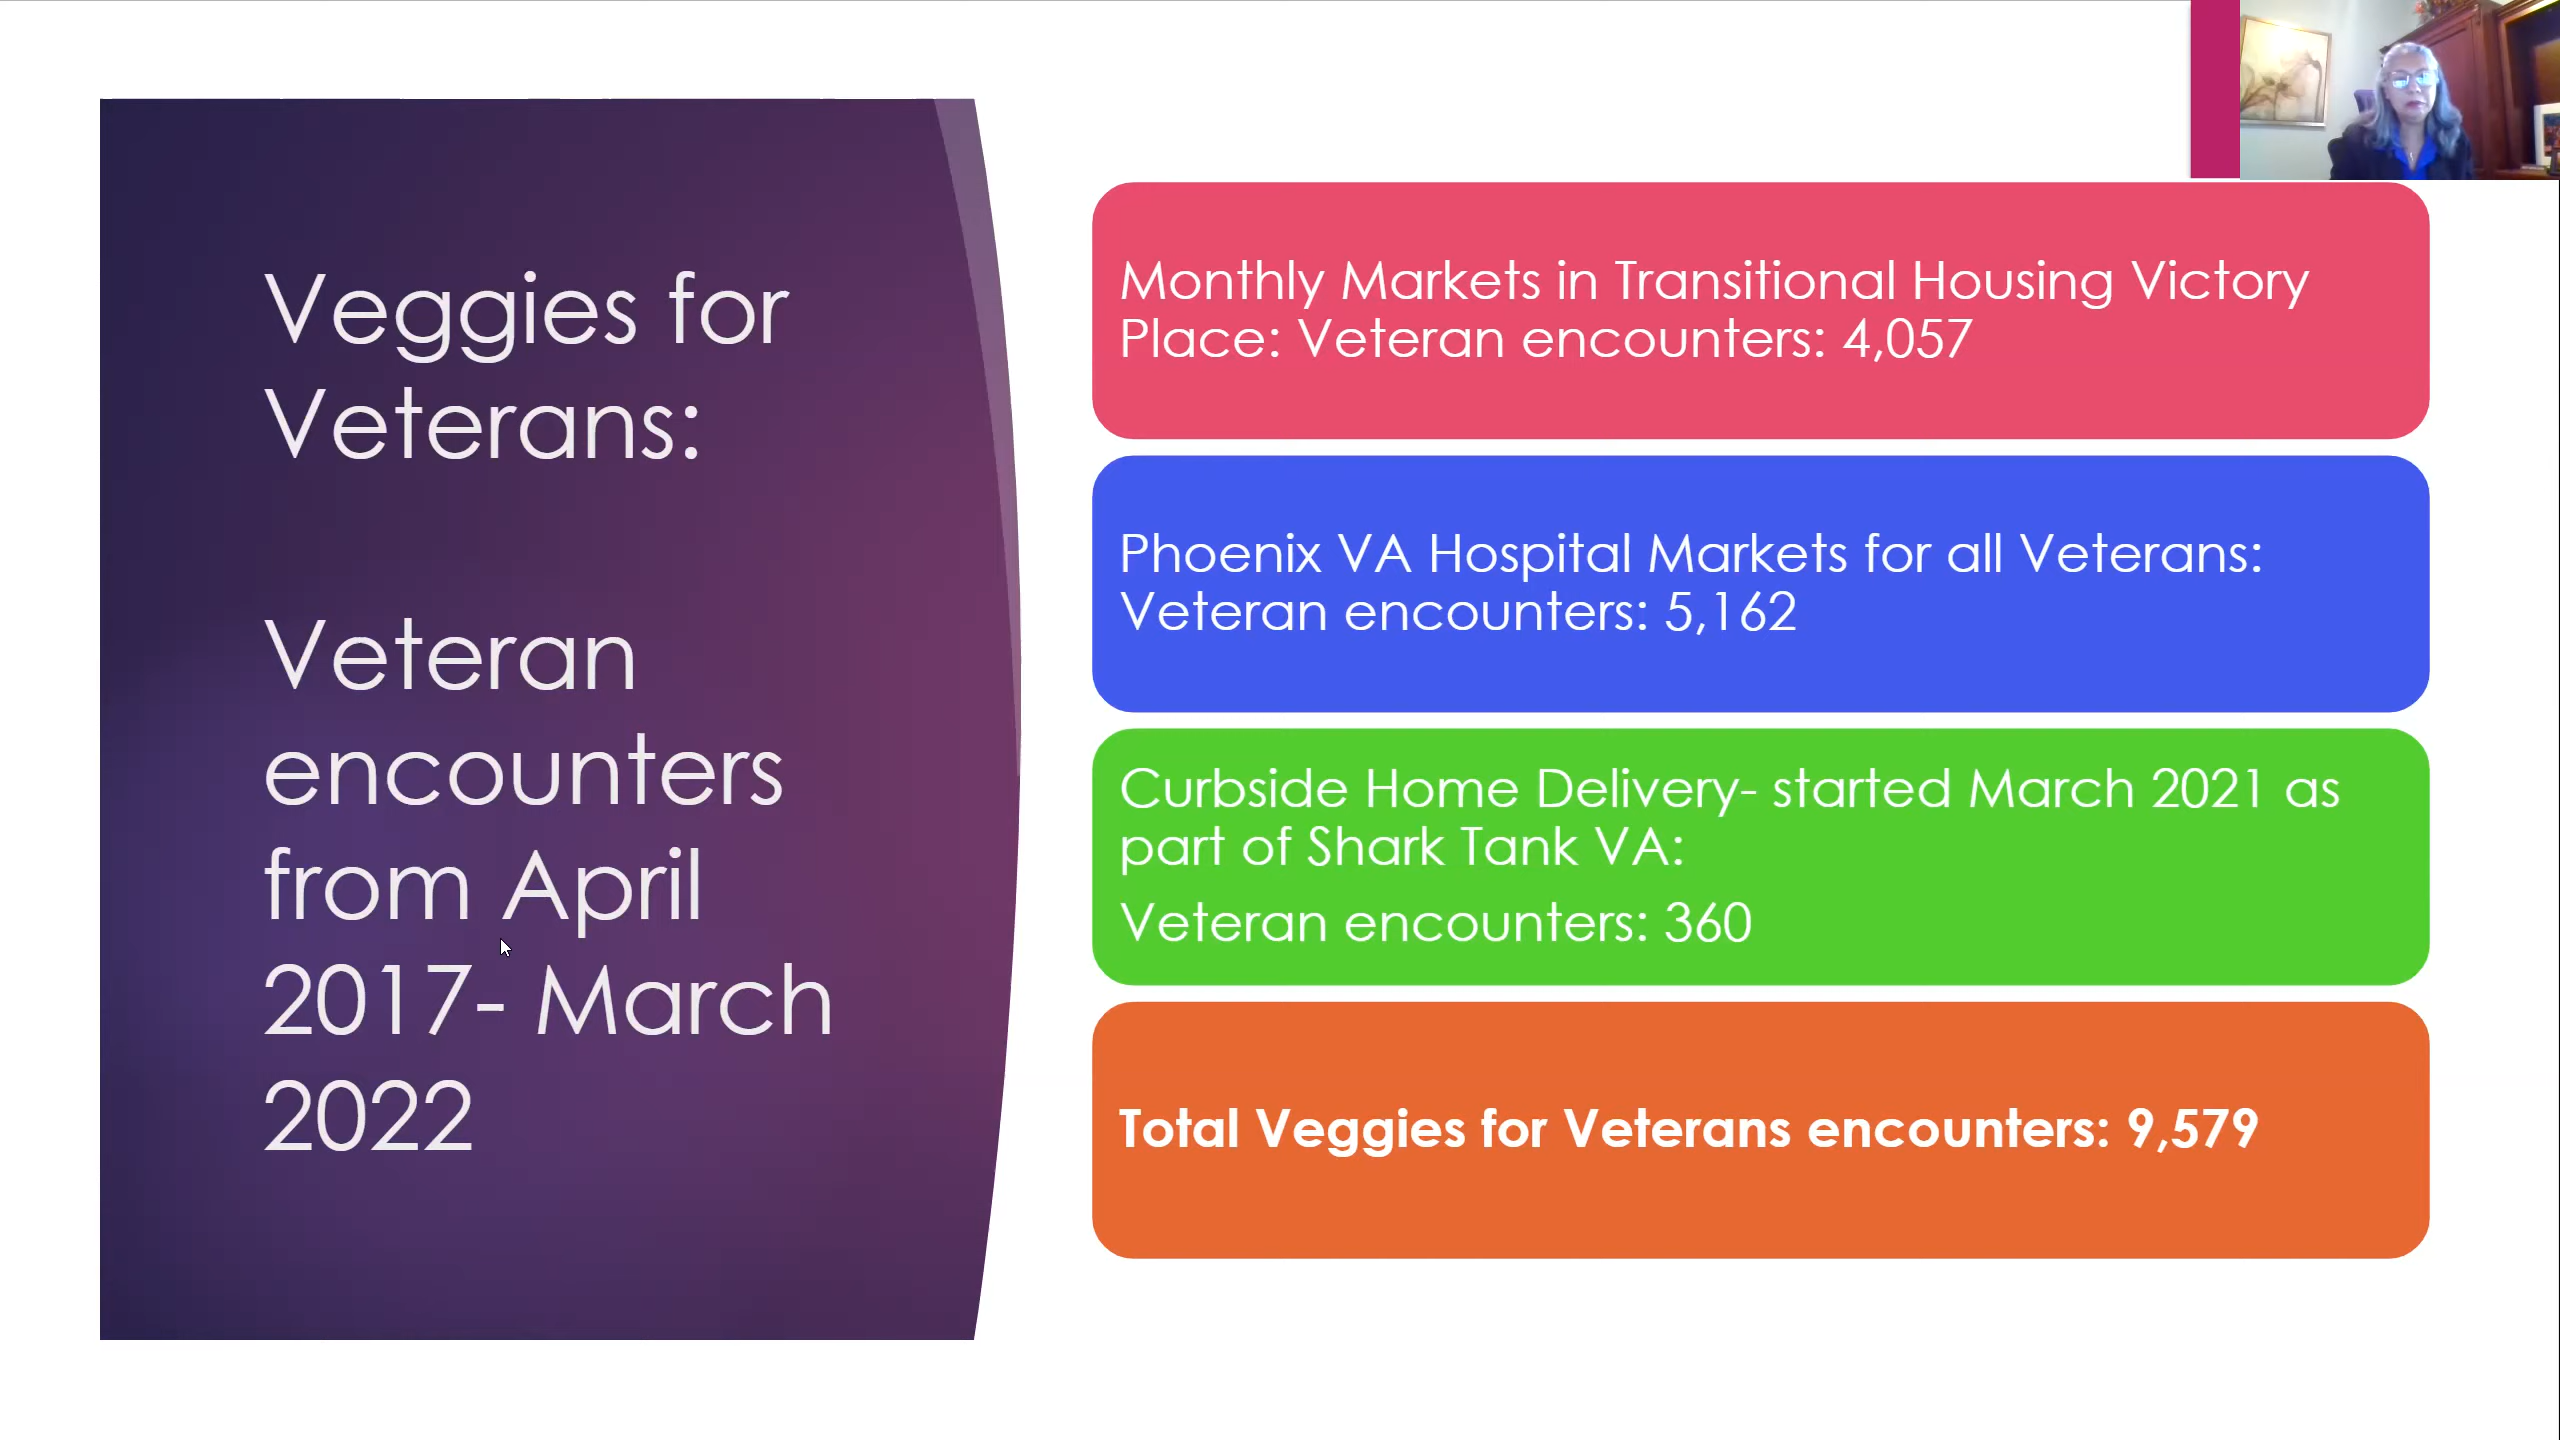 Veggies for
Veterans:
Veteran
encounters
from April
2017- March
2022
Monthly Markets in Transitional Housing Victory
Place: Veteran encounters: 4,057
Phoenix VA Hospital Markets for all Veterans:
Veteran encounters: 5,162
Curbside Home Delivery- started March 2021 as
part of Shark Tank VA:
Veteran encounters: 360
Total Veggies for Veterans encounters: 9,579